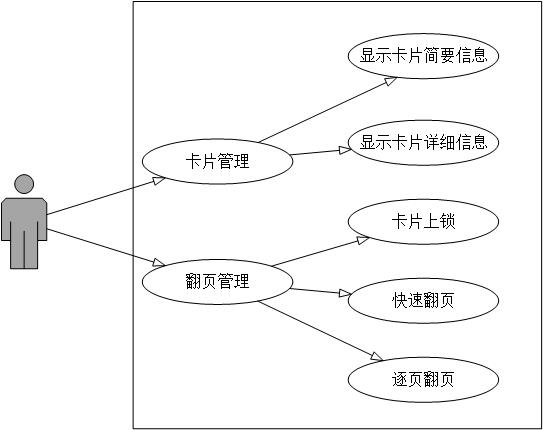 显示卡片简要信息
显示卡片详细信息
卡片管理
卡片上锁
翻页管理
快速翻页
逐页翻页